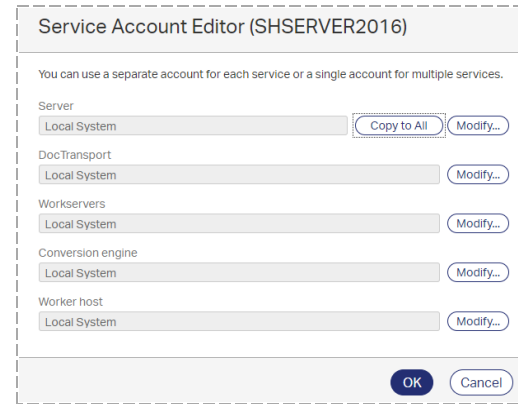 Service Account Editor (SHSERVER2016)
You can use a separate account for each service or a single account for multiple services.
Server
Local System Copy to All Modify...
DocTransport
Local System Modify...
Workservers
Local System Modify...
Conversion engine
Local System Modify...
Worker host
Local System Modify...
OK Cancel